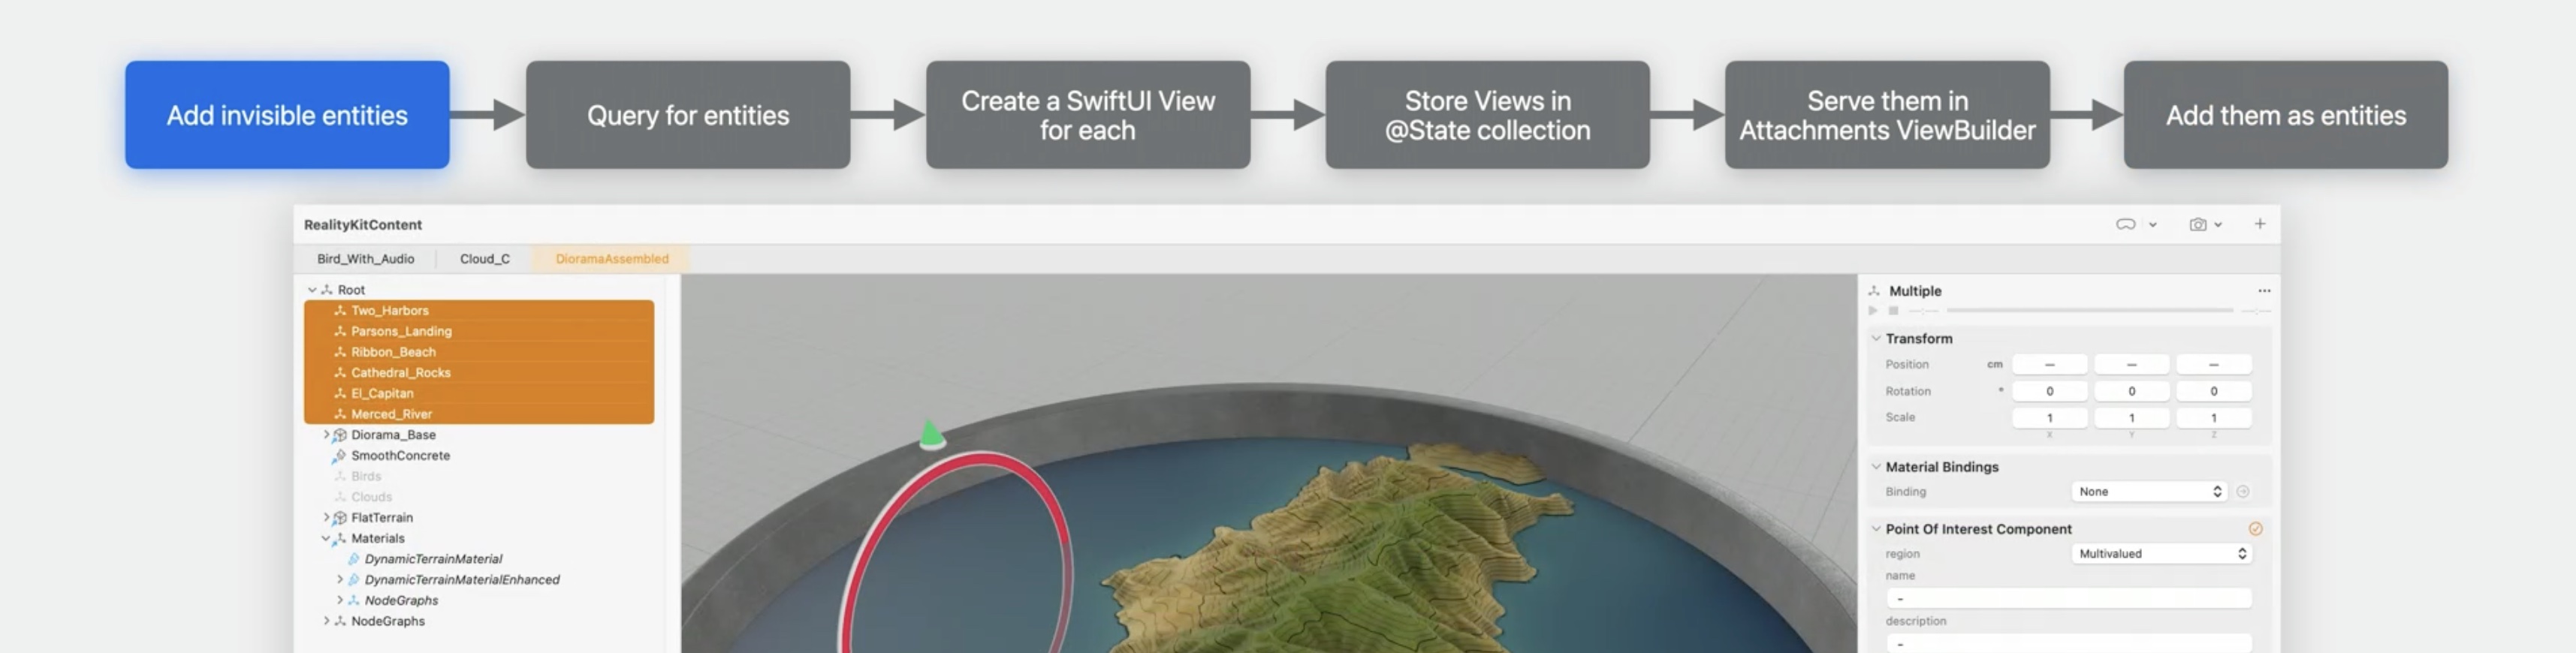 Add invisible entities
Query for entities
Create a SwiftUI View
for each
Store Views in
@State collection
Serve them in
Attachments ViewBuilder
Add them as entities
RealityKitContent
Bird_With_Audio
Cloud_C
DioramaAssembled
Root
Two_Harbors
Parsons_Landing
Ribbon_Beach
Cathedral_Rocks
El_Capitan
Merced_River
Diorama_Base
SmoothConcrete
Birds
Clouds
FlatTerrain
Materials
DynamicTerrainMaterial
DynamicTerrainMaterialEnhanced
NodeGraphs
NodeGraphs
Multiple
Transform
Position cm – – –
Rotation ° 0 0 0
Scale 1 1 1
X Y Z
Material Bindings
Binding None
Point Of Interest Component
region Multivalued
name
-
description
-